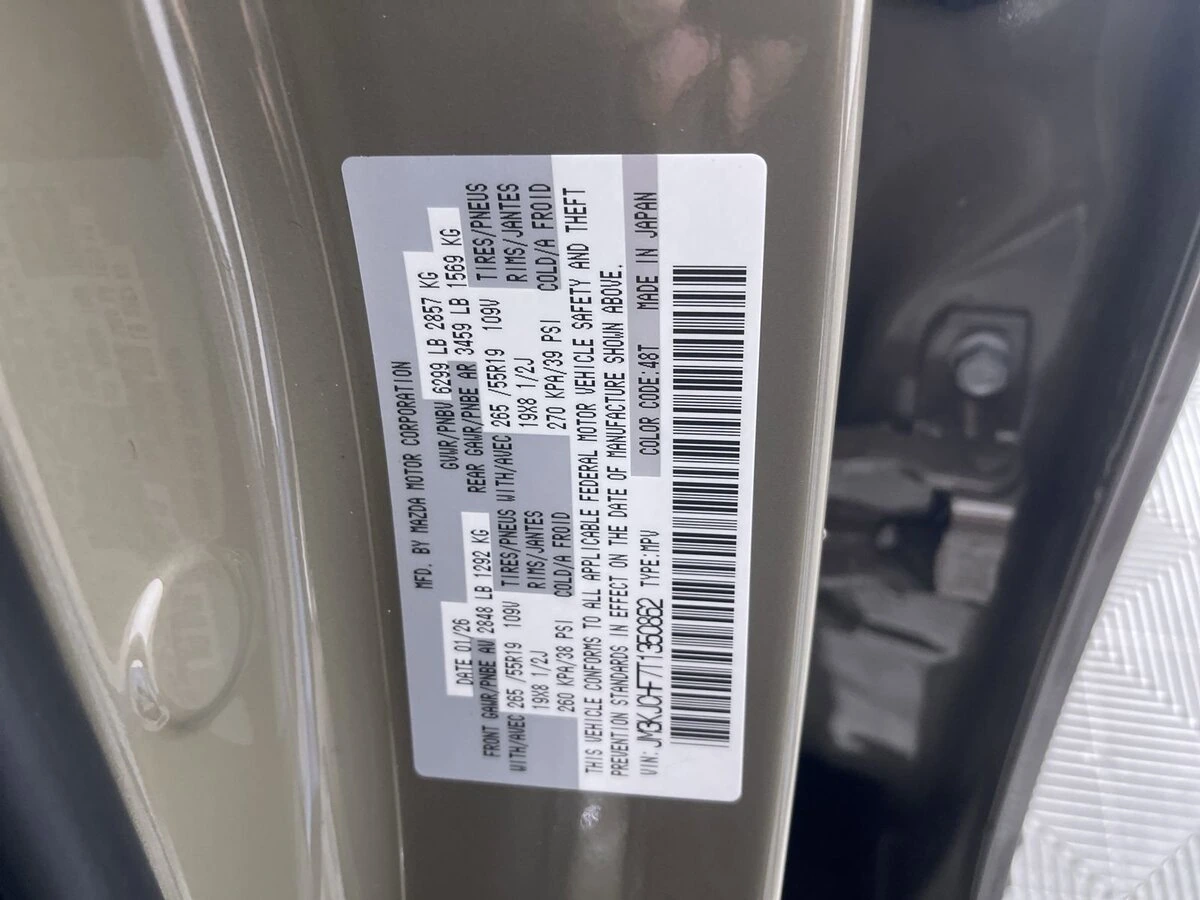 MFD. BY MAZDA MOTOR CORPORATION
DATE 01/26 GVWR/PNBV 6299 LB 2857 KG
FRONT GAWR/PNBE AV 2848 LB 1292 KG REAR GAWR/PNBE AR 3459 LB 1569 KG
WITH/AVEC 265 /55R19 109V TIRES/PNEUS WITH/AVEC 265 /55R19 109V TIRES/PNEUS
19X8 1/2J RIMS/JANTES 19X8 1/2J RIMS/JANTES
260 KPA/38 PSI COLD/A FROID 270 KPA/39 PSI COLD/A FROID
THIS VEHICLE CONFORMS TO ALL APPLICABLE FEDERAL MOTOR VEHICLE SAFETY AND THEFT
PREVENTION STANDARDS IN EFFECT ON THE DATE OF MANUFACTURE SHOWN ABOVE.
VIN: JM3KJCHF7T1350862 TYPE:MPV COLOR CODE:48T MADE IN JAPAN